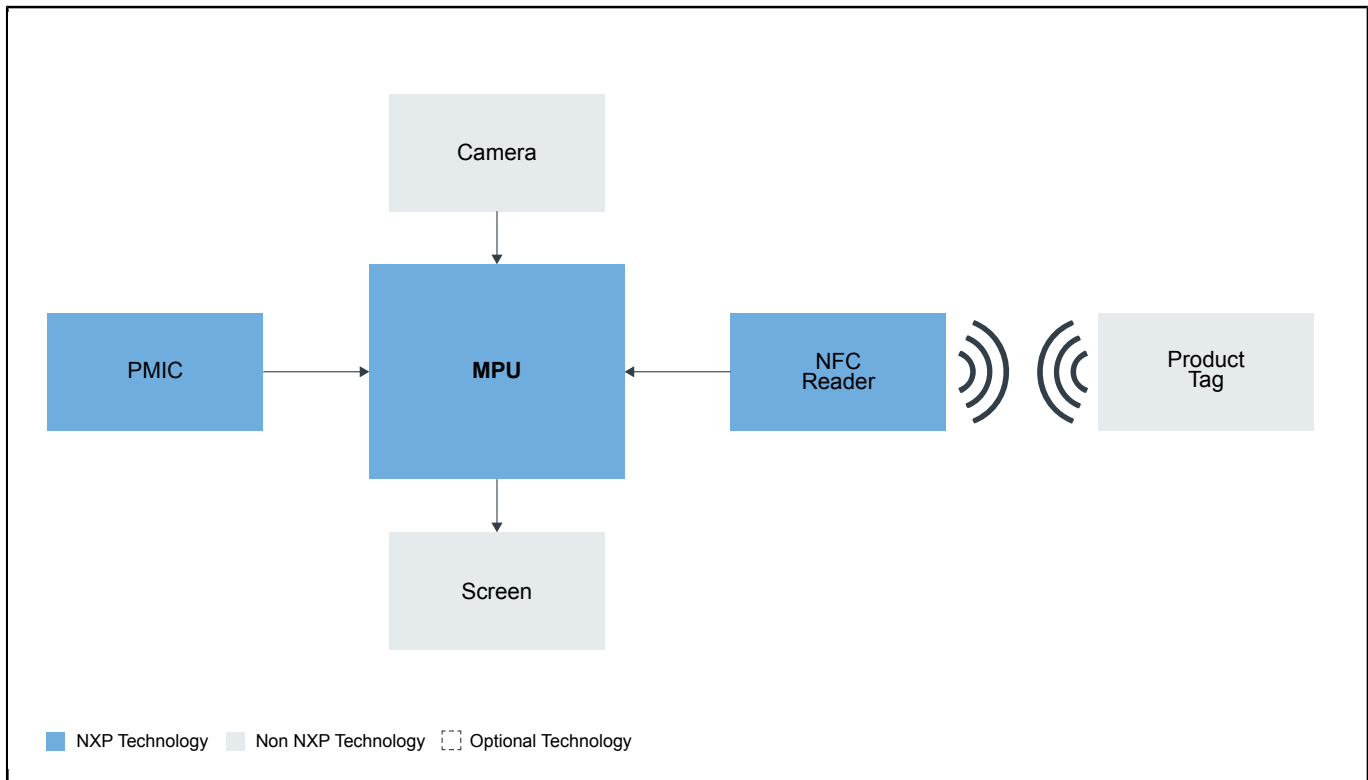 Camera
PMIC
MPU
NFC
Reader
Product
Tag
Screen
NXP Technology
Non NXP Technology
Optional Technology